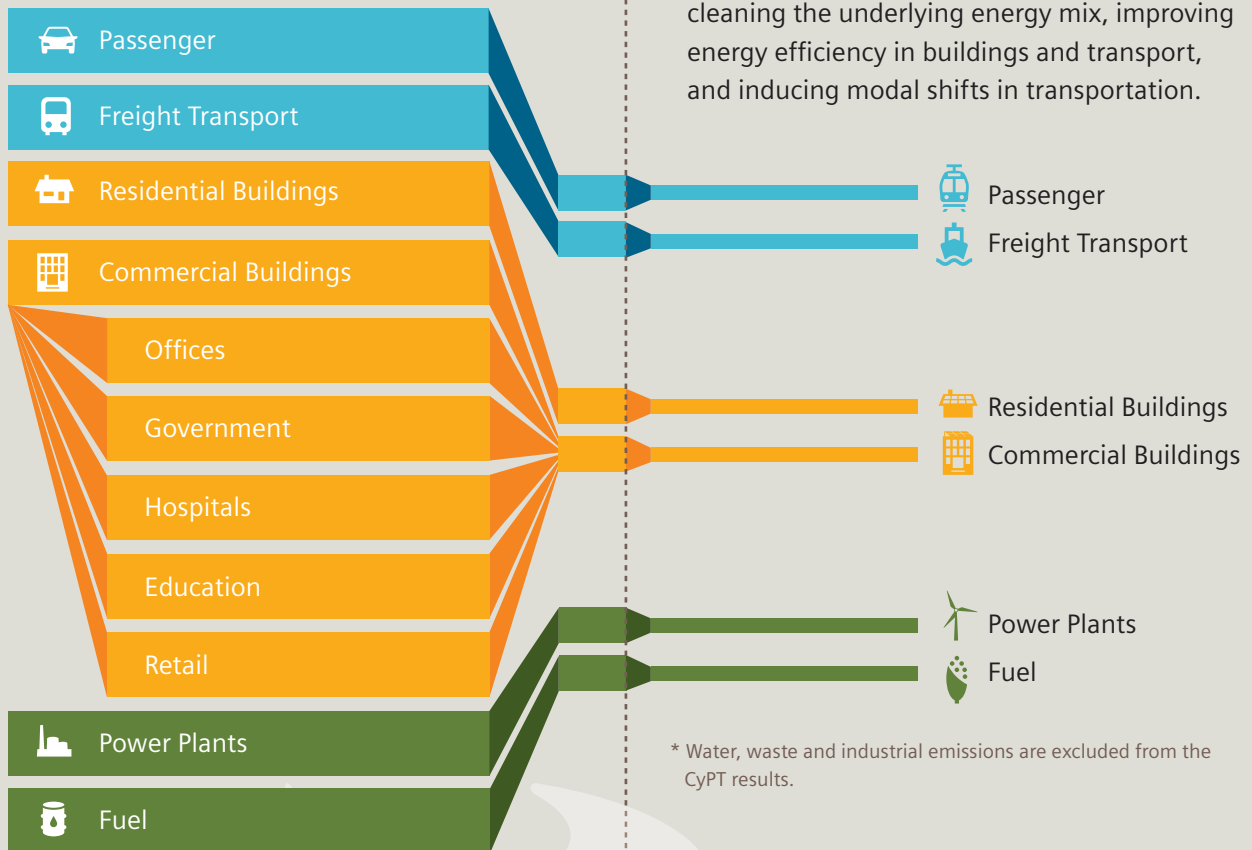 cleaning the underlying energy mix, improving
energy efficiency in buildings and transport,
and inducing modal shifts in transportation.
Passenger
Freight Transport
Residential Buildings
Commercial Buildings
Offices
Government
Hospitals
Education
Retail
Power Plants
Fuel
Passenger
Freight Transport
Residential Buildings
Commercial Buildings
Power Plants
Fuel
* Water, waste and industrial emissions are excluded from the
CyPT results.